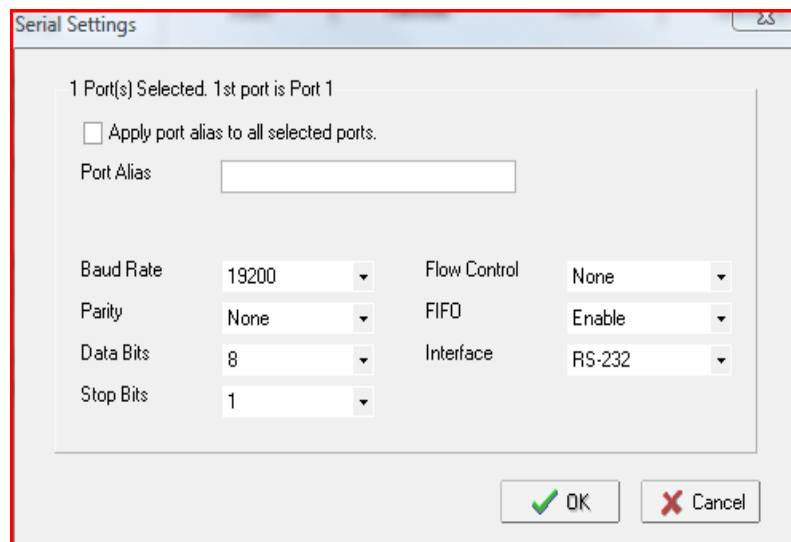 Serial Settings
1 Port(s) Selected. 1st port is Port 1
Apply port alias to all selected ports.
Port Alias
Baud Rate 19200 Flow Control None
Parity None FIFO Enable
Data Bits 8 Interface RS-232
Stop Bits 1
OK Cancel